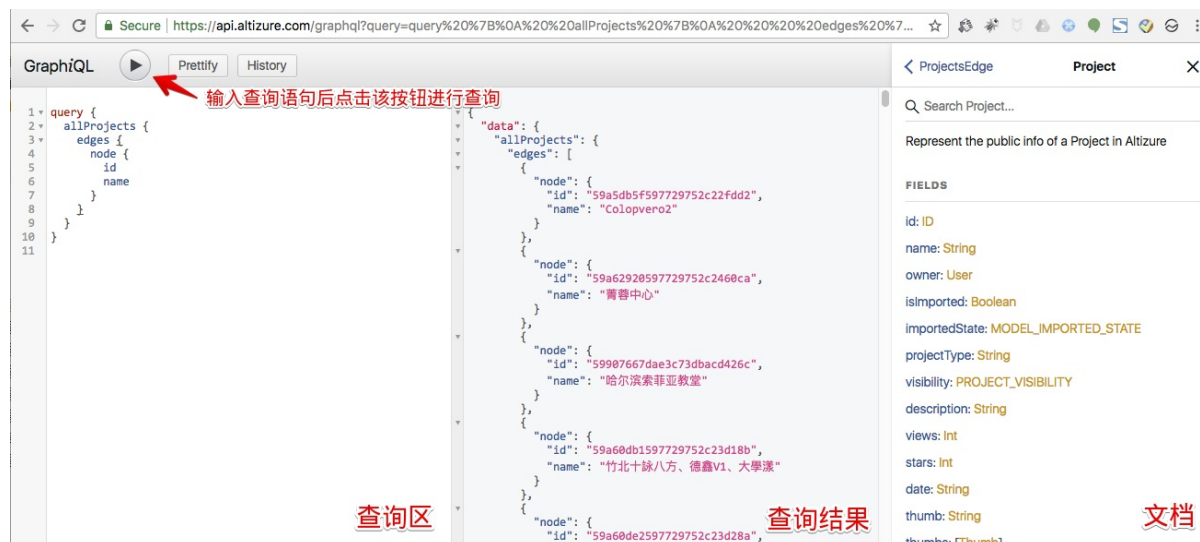 Secure | https://api.altizure.com/graphql?query=query%20%7B%0A%20%20allProjects%20%7B%0A%20%20%20%20edges%20%7...
GraphiQL
Prettify
History
输入查询语句后点击该按钮进行查询
1 query {
2 allProjects {
3 edges {
4 node {
5 id
6 name
7 }
8 }
9 }
10 }
11
查询区
{
"data": {
"allProjects": {
"edges": [
{
"node": {
"id": "59a5db5f597729752c22fdd2",
"name": "Colopvero2"
}
},
{
"node": {
"id": "59a62920597729752c2460ca",
"name": "菁蓉中心"
}
},
{
"node": {
"id": "59907667dae3c73dbacd426c",
"name": "哈尔滨索菲亚教堂"
}
},
{
"node": {
"id": "59a60db1597729752c23d18b",
"name": "竹北十詠八方、德鑫V1、大學漾"
}
},
{
"node": {
"id": "59a60de2597729752c23d28a",
查询结果
ProjectsEdge
Project
Search Project...
Represent the public info of a Project in Altizure
FIELDS
id: ID
name: String
owner: User
isImported: Boolean
importedState: MODEL_IMPORTED_STATE
projectType: String
visibility: PROJECT_VISIBILITY
description: String
views: Int
stars: Int
date: String
thumb: String
thumbs: [Thumb]
文档